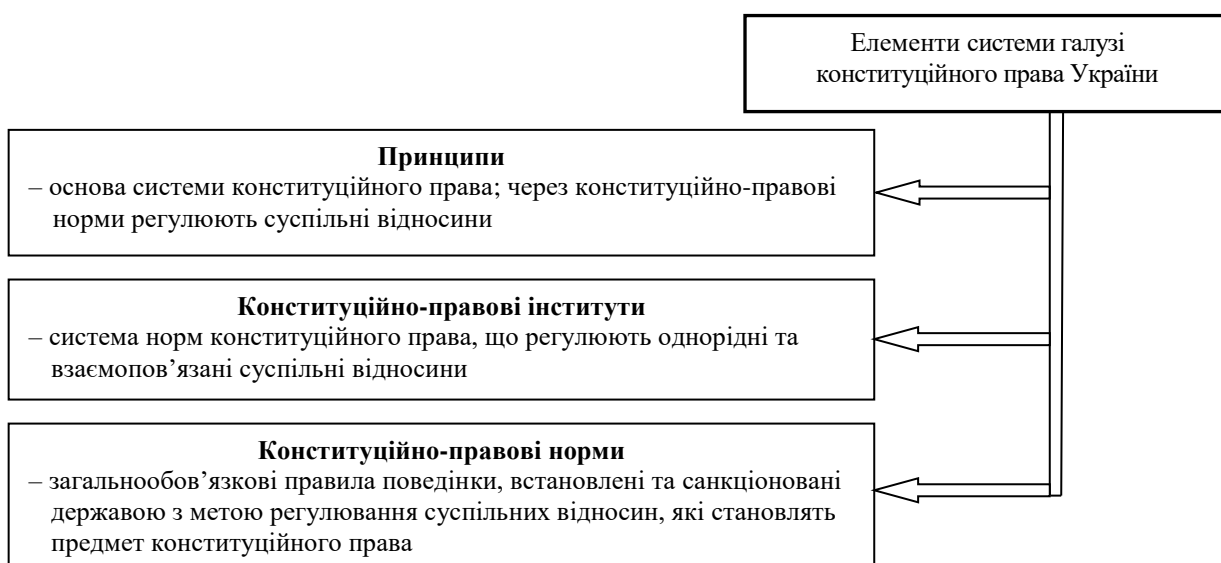 Елементи системи галузі
конституційного права України
Принципи
– основа системи конституційного права; через конституційно-правові
норми регулюють суспільні відносини
Конституційно-правові інститути
– система норм конституційного права, що регулюють однорідні та
взаємопов’язані суспільні відносини
Конституційно-правові норми
– загальнообов’язкові правила поведінки, встановлені та санкціоновані
державою з метою регулювання суспільних відносин, які становлять
предмет конституційного права